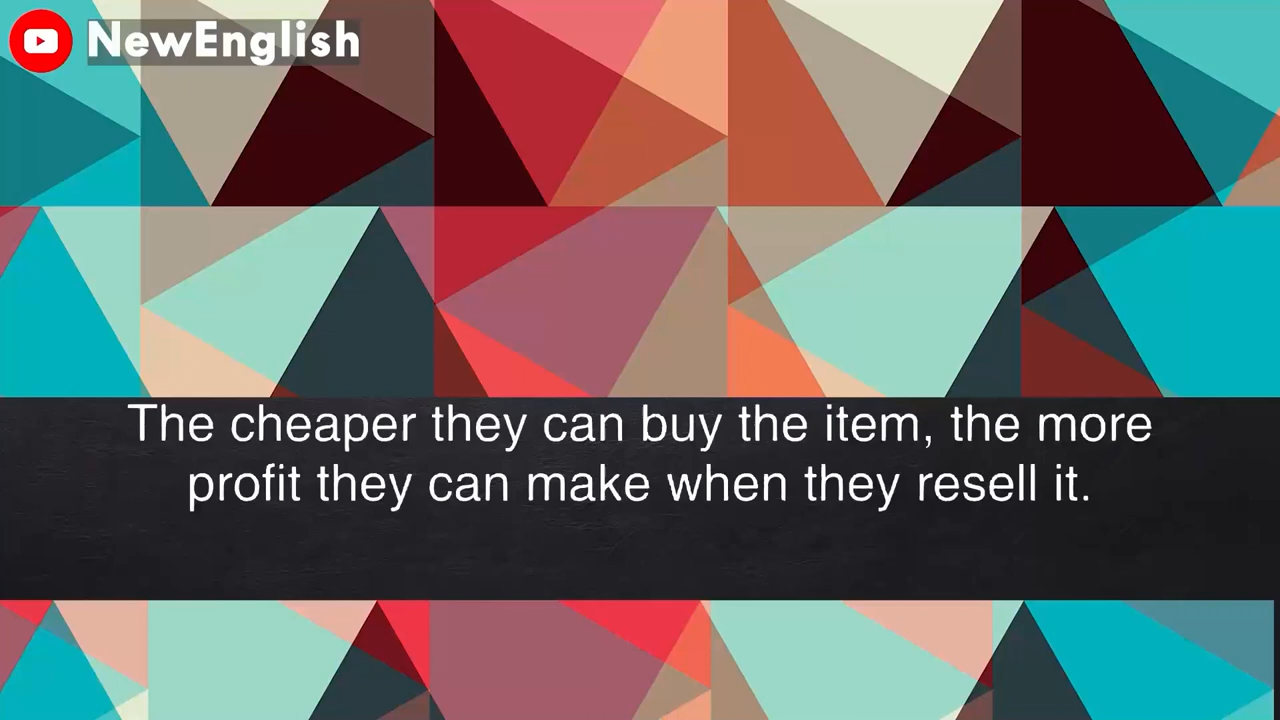 NewEnglish
The cheaper they can buy the item, the more
profit they can make when they resell it.